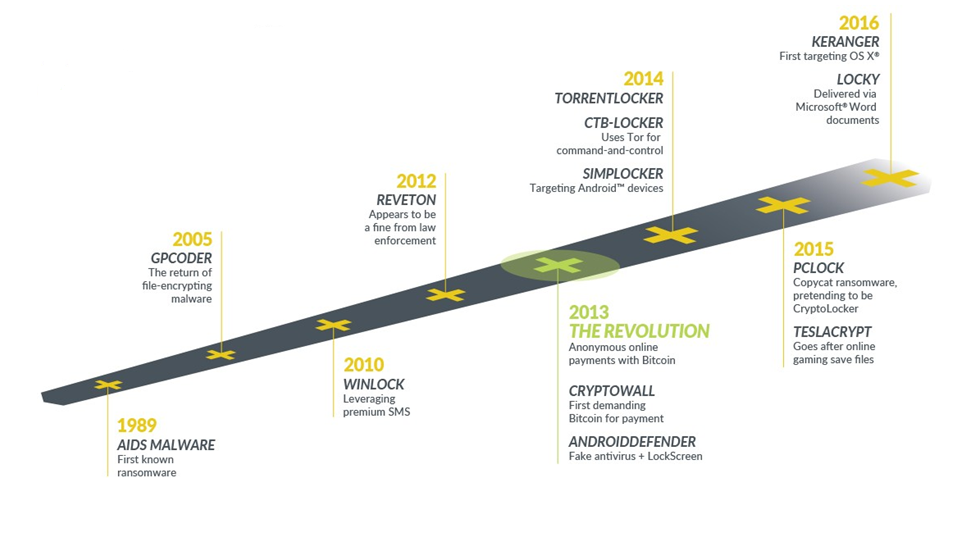 1989
AIDS MALWARE
First known
ransomware
2005
GPCODER
The return of
file-encrypting
malware
2010
WINLOCK
Leveraging
premium SMS
2012
REVETON
Appears to be
a fine from law
enforcement
2013
THE REVOLUTION
Anonymous online
payments with Bitcoin
CRYPTOWALL
First demanding
Bitcoin for payment
ANDROIDDEFENDER
Fake antivirus + LockScreen
2014
TORRENTLOCKER
CTB-LOCKER
Uses Tor for
command-and-control
SIMPLOCKER
Targeting Android™ devices
2015
PCLOCK
Copycat ransomware,
pretending to be
CryptoLocker
TESLACRYPT
Goes after online
gaming save files
2016
KERANGER
First targeting OS X®
LOCKY
Delivered via
Microsoft® Word
documents